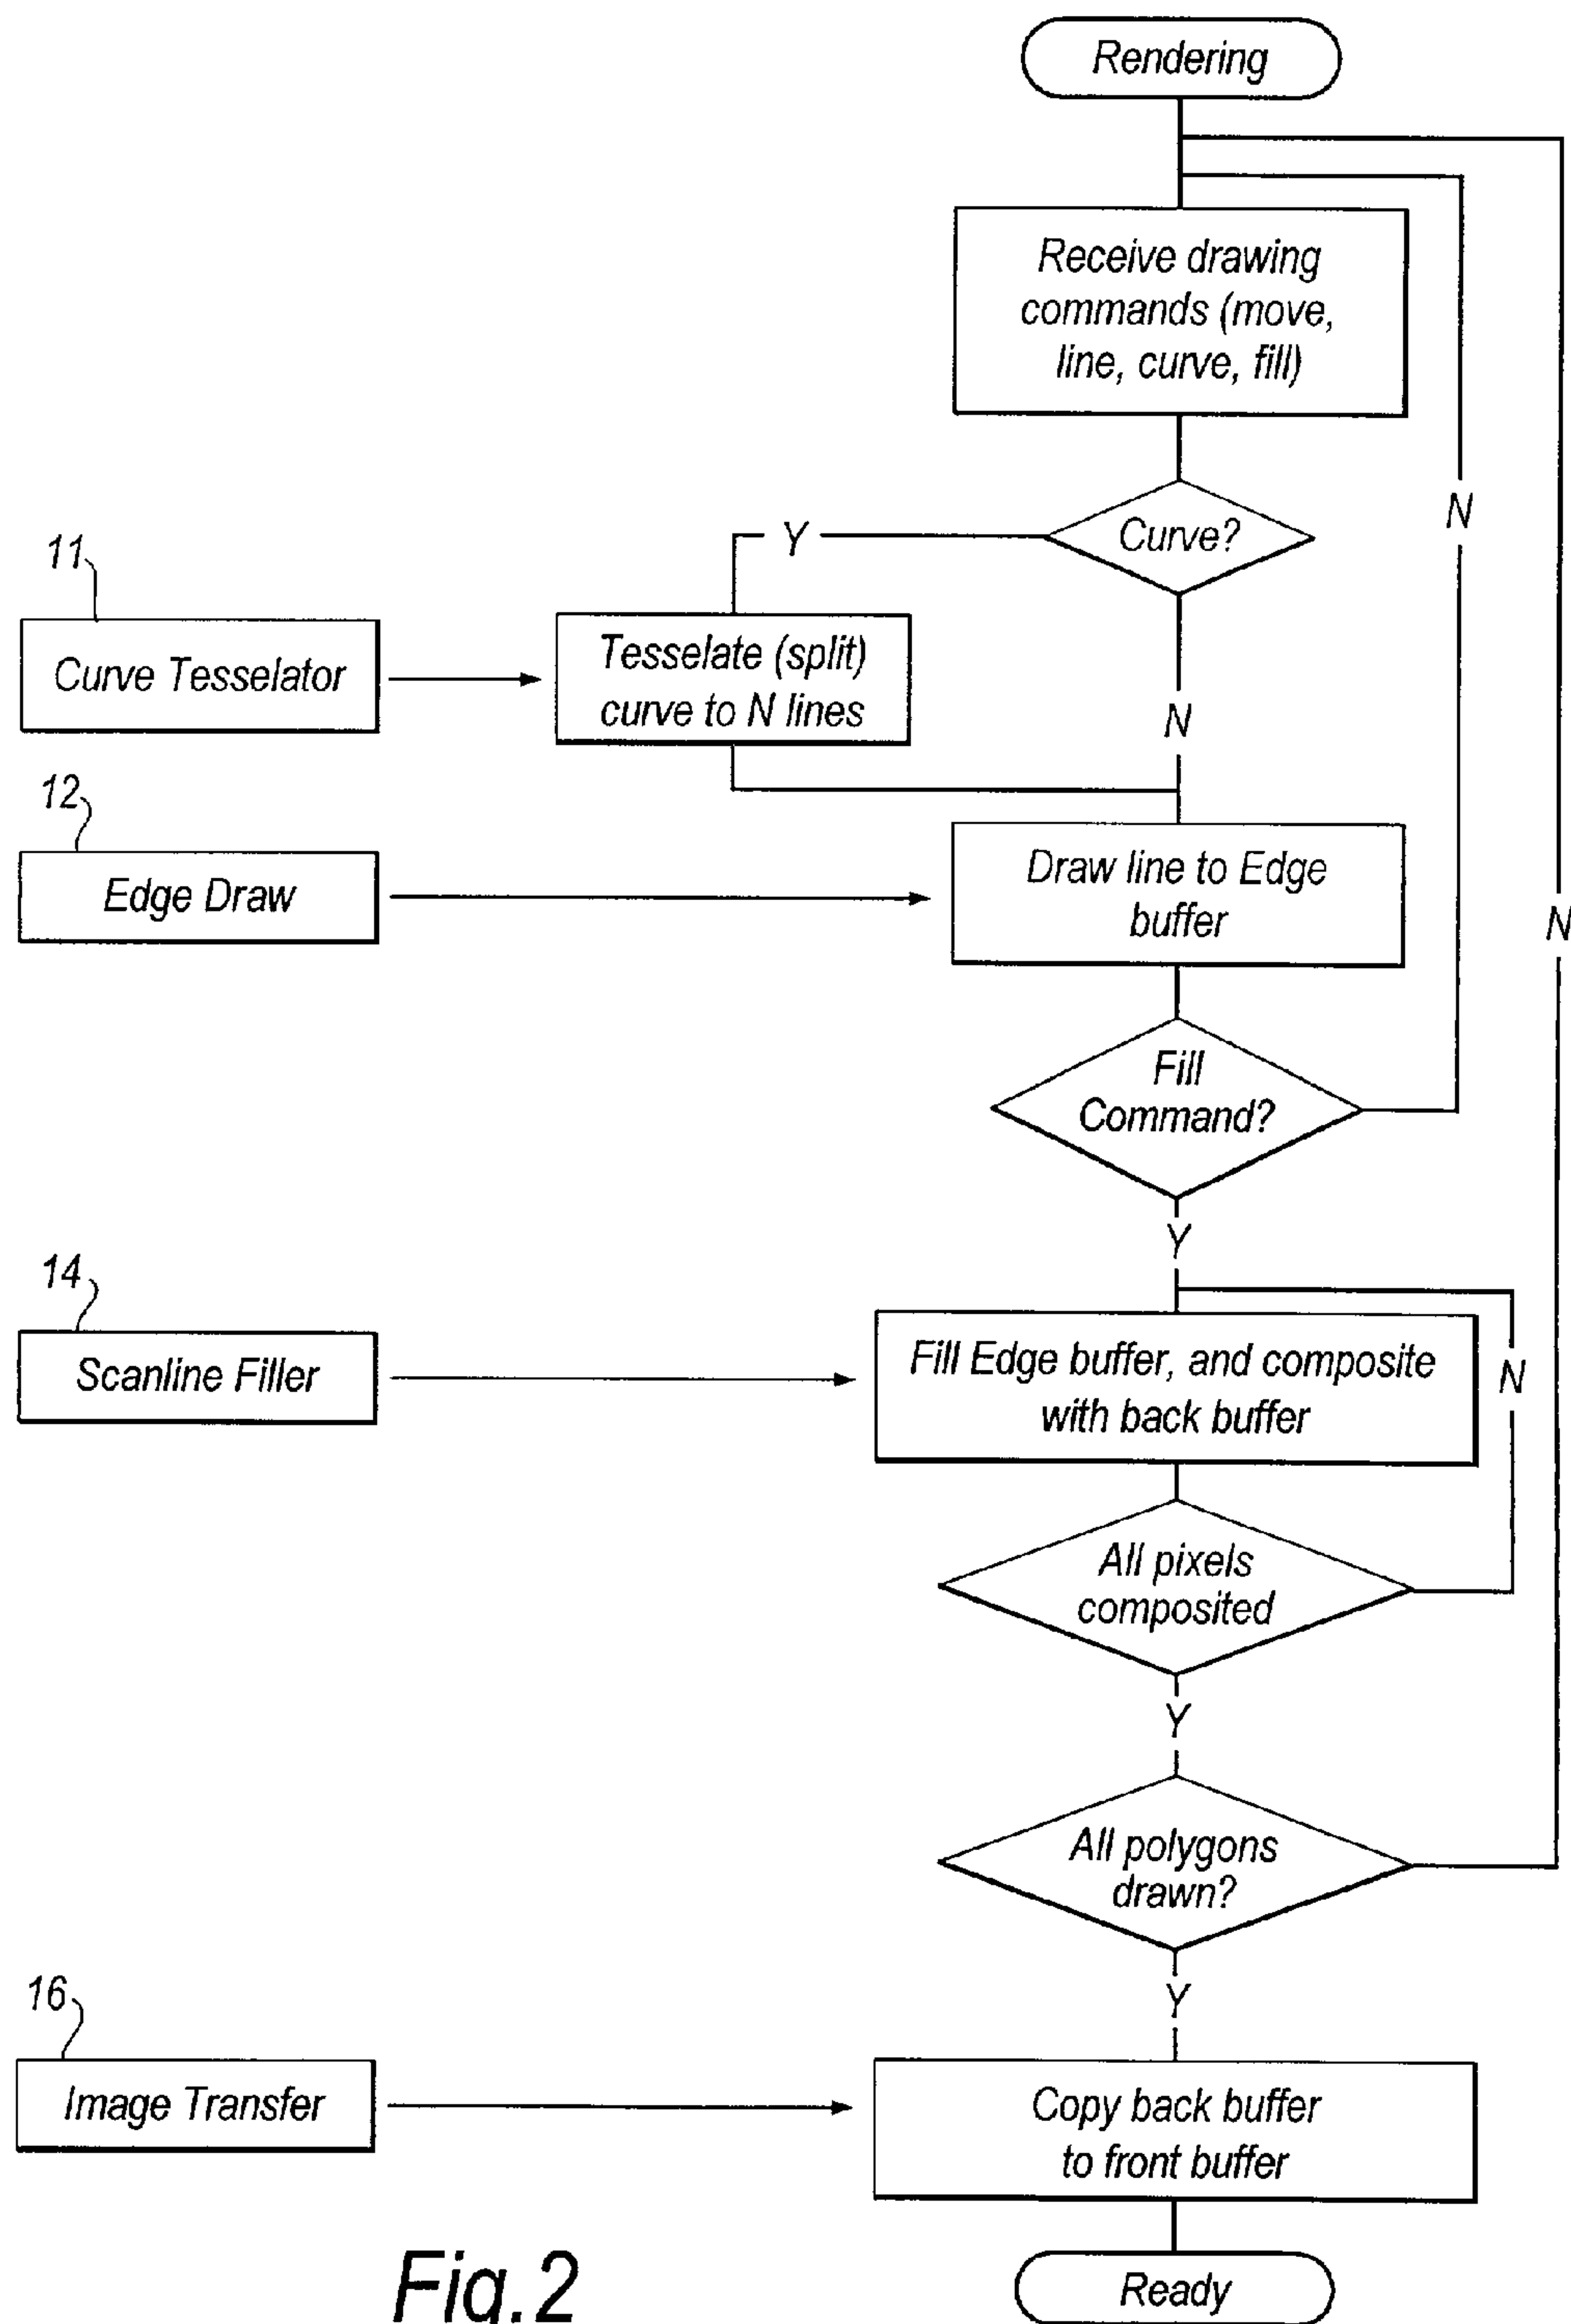 Rendering
Receive drawing
commands (move,
line, curve, fill)
N
Curve?
Y
11
Curve Tesselator
Tesselate (split)
curve to N lines
N
12
Edge Draw
Draw line to Edge
buffer
N
Fill
Command?
Y
14
Scanline Filler
Fill Edge buffer, and composite
with back buffer
N
All pixels
composited
Y
All polygons
drawn?
Y
16
Image Transfer
Copy back buffer
to front buffer
Ready
Fig.2